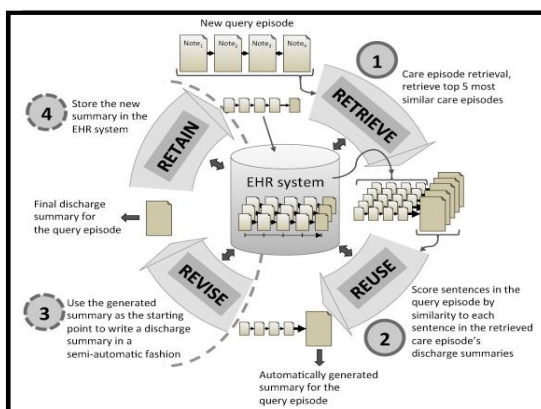 New query episode
Note1
Note2
Note3
Note4
1
Care episode retrieval,
retrieve top 5 most
similar care episodes
RETRIEVE
4
Store the new
summary in the
EHR system
RETAIN
EHR system
Final discharge
summary for
the query episode
REVISE
REUSE
3
Use the generated
summary as the starting
point to write a discharge
summary in a
semi-automatic fashion
Score sentences in the
query episode by
similarity to each
sentence in the retrieved
care episode's
discharge summaries
2
Automatically generated
summary for the
query episode